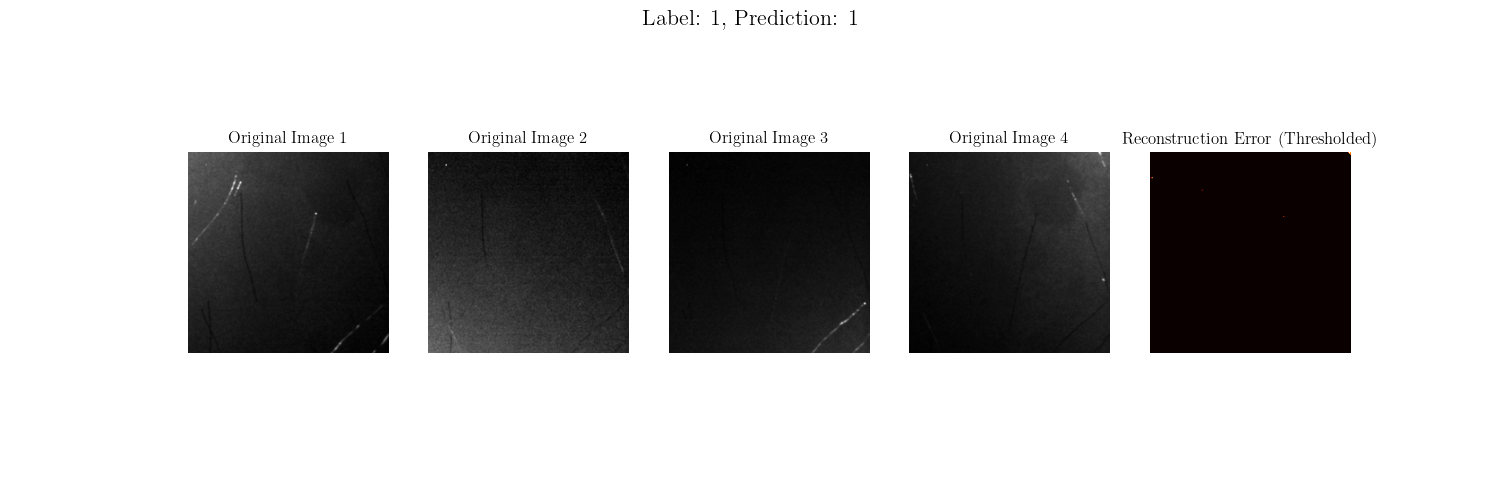 Label: 1, Prediction: 1
Original Image 1
Original Image 2
Original Image 3
Original Image 4
Reconstruction Error (Thresholded)